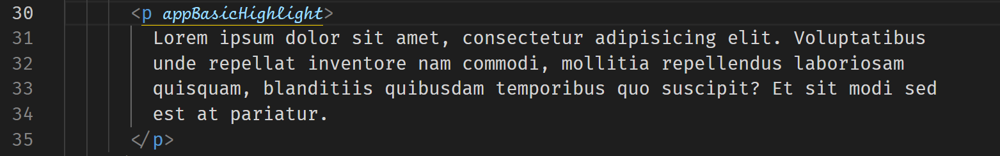 30 <p appBasicHighlight>
31 Lorem ipsum dolor sit amet, consectetur adipisicing elit. Voluptatibus
32 unde repellat inventore nam commodi, mollitia repellendus laboriosam
33 quisquam, blanditiis quibusdam temporibus quo suscipit? Et sit modi sed
34 est at pariatur.
35 </p>